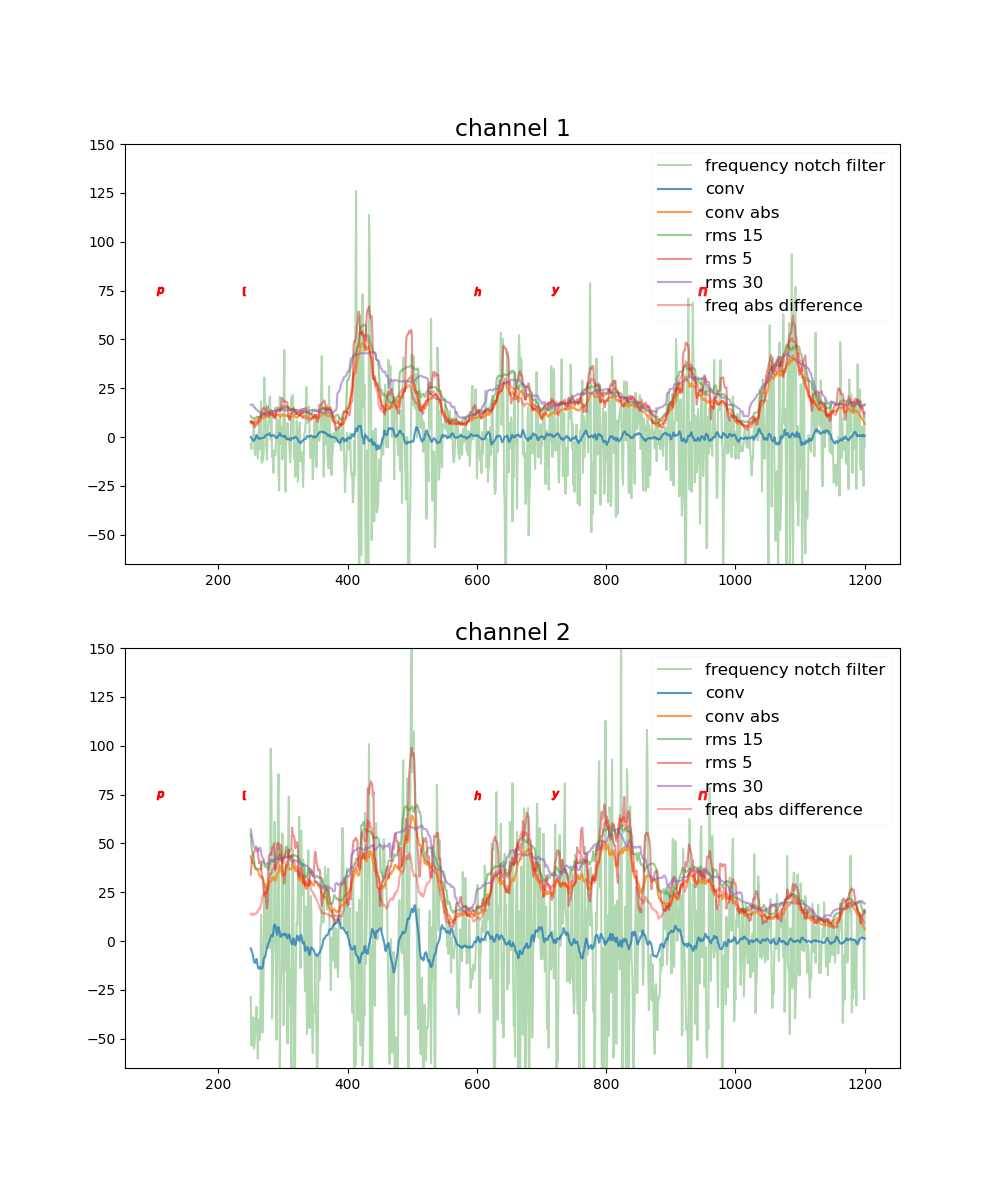 channel 1
150
125
100
75
50
25
0
−25
−50
frequency notch filter
conv
conv abs
rms 15
rms 5
rms 30
freq abs difference
p h y n
200 400 600 800 1000 1200
channel 2
150
125
100
75
50
25
0
−25
−50
frequency notch filter
conv
conv abs
rms 15
rms 5
rms 30
freq abs difference
p h y n
200 400 600 800 1000 1200